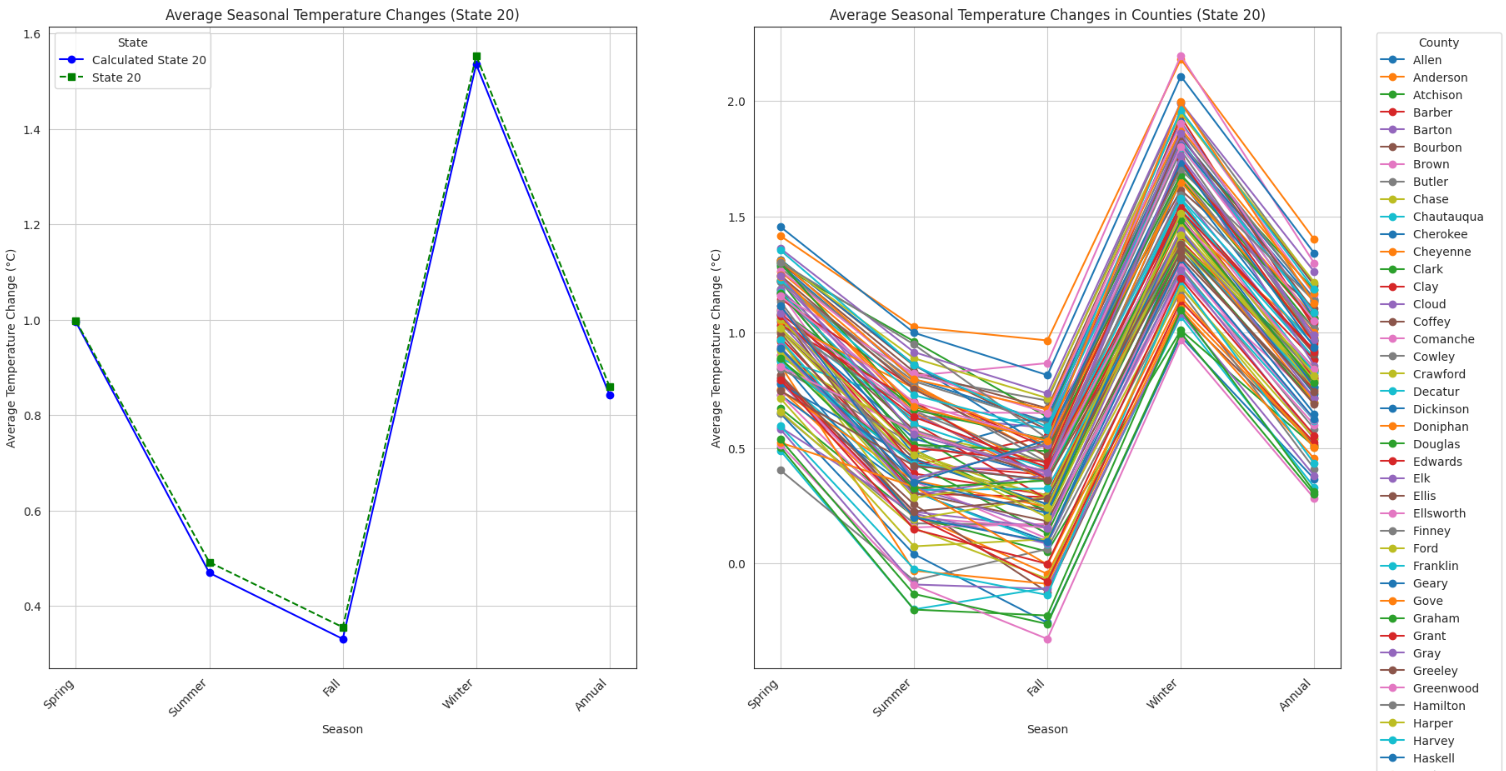 Average Seasonal Temperature Changes (State 20)
Average Temperature Change (°C)
1.6
1.4
1.2
1.0
0.8
0.6
0.4
State
Calculated State 20
State 20
Spring
Summer
Fall
Winter
Annual
Season
Average Seasonal Temperature Changes in Counties (State 20)
Average Temperature Change (°C)
2.0
1.5
1.0
0.5
0.0
Spring
Summer
Fall
Winter
Annual
Season
County
Allen
Anderson
Atchison
Barber
Barton
Bourbon
Brown
Butler
Chase
Chautauqua
Cherokee
Cheyenne
Clark
Clay
Cloud
Coffey
Comanche
Cowley
Crawford
Decatur
Dickinson
Doniphan
Douglas
Edwards
Elk
Ellis
Ellsworth
Finney
Ford
Franklin
Geary
Gove
Graham
Grant
Gray
Greeley
Greenwood
Hamilton
Harper
Harvey
Haskell